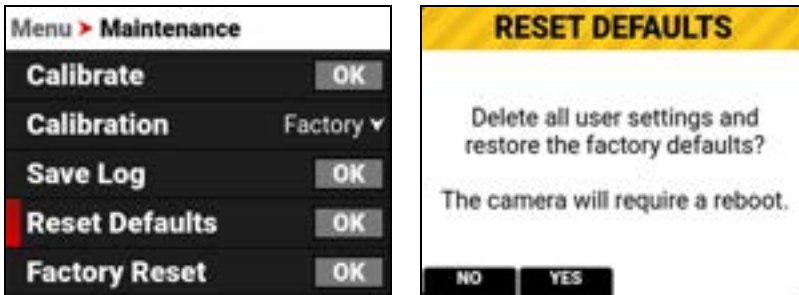 Menu > Maintenance
Calibrate OK
Calibration Factory
Save Log OK
Reset Defaults OK
Factory Reset OK
RESET DEFAULTS
Delete all user settings and
restore the factory defaults?
The camera will require a reboot.
NO YES